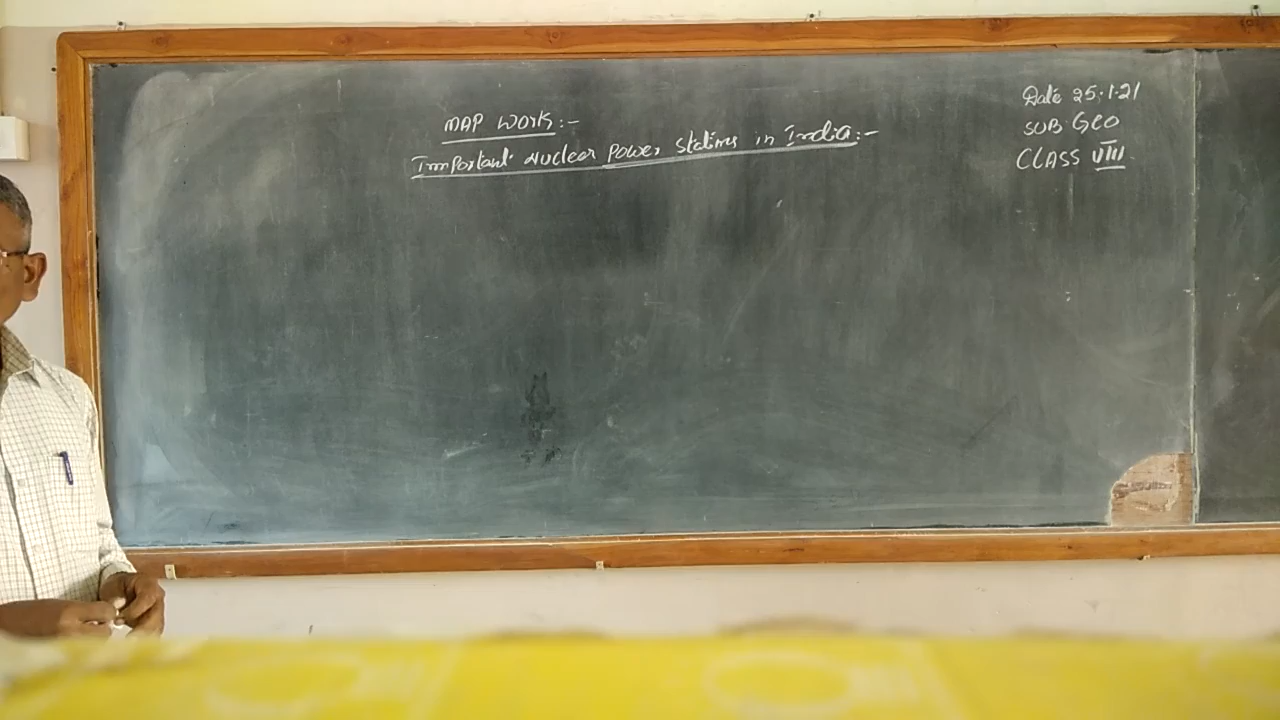 MAP WORK:-
Important Nuclear Power Stations in India:-
Date 25.1.21
SUB GEO
CLASS VIII